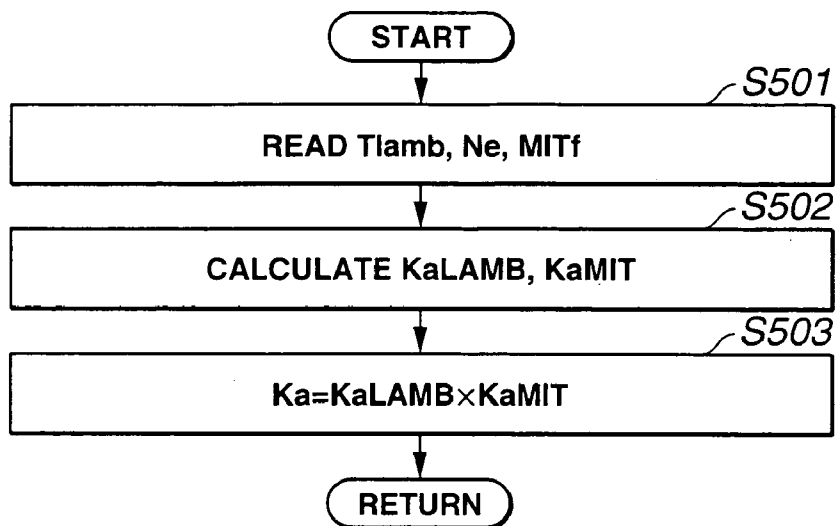 START
S501
READ Tlamb, Ne, MITf
S502
CALCULATE KaLAMB, KaMIT
S503
Ka=KaLAMB×KaMIT
RETURN